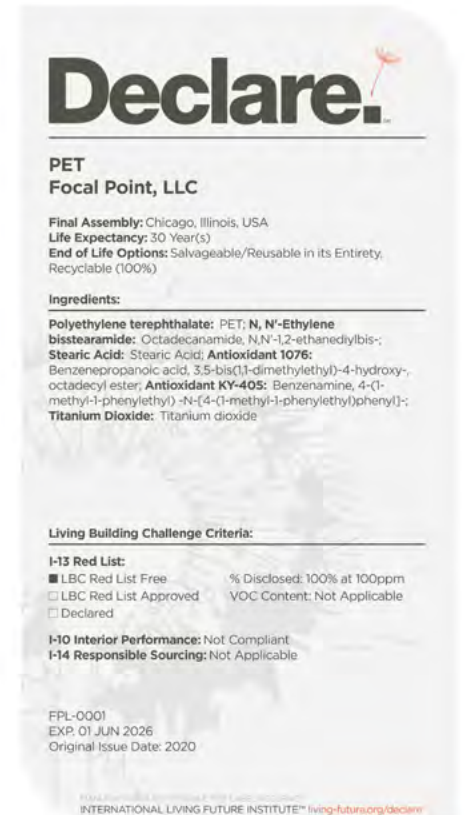 Declare.
PET
Focal Point, LLC
Final Assembly: Chicago, Illinois, USA
Life Expectancy: 30 Year(s)
End of Life Options: Salvageable/Reusable in its Entirety,
Recyclable (100%)
Ingredients:
Polyethylene terephthalate: PET; N, N'-Ethylene
bisstearamide: Octadecanamide, N,N'-1,2-ethanediylbis-;
Stearic Acid: Stearic Acid; Antioxidant 1076:
Benzenepropanoic acid, 3,5-bis(1,1-dimethylethyl)-4-hydroxy-,
octadecyl ester; Antioxidant KY-405: Benzenamine, 4-(1-
methyl-1-phenylethyl) -N-[4-(1-methyl-1-phenylethyl)phenyl]-;
Titanium Dioxide: Titanium dioxide
Living Building Challenge Criteria:
I-13 Red List:
■ LBC Red List Free % Disclosed: 100% at 100ppm
□ LBC Red List Approved VOC Content: Not Applicable
□ Declared
I-10 Interior Performance: Not Compliant
I-14 Responsible Sourcing: Not Applicable
FPL-0001
EXP. 01 JUN 2026
Original Issue Date: 2020
INTERNATIONAL LIVING FUTURE INSTITUTE™ living-future.org/declare